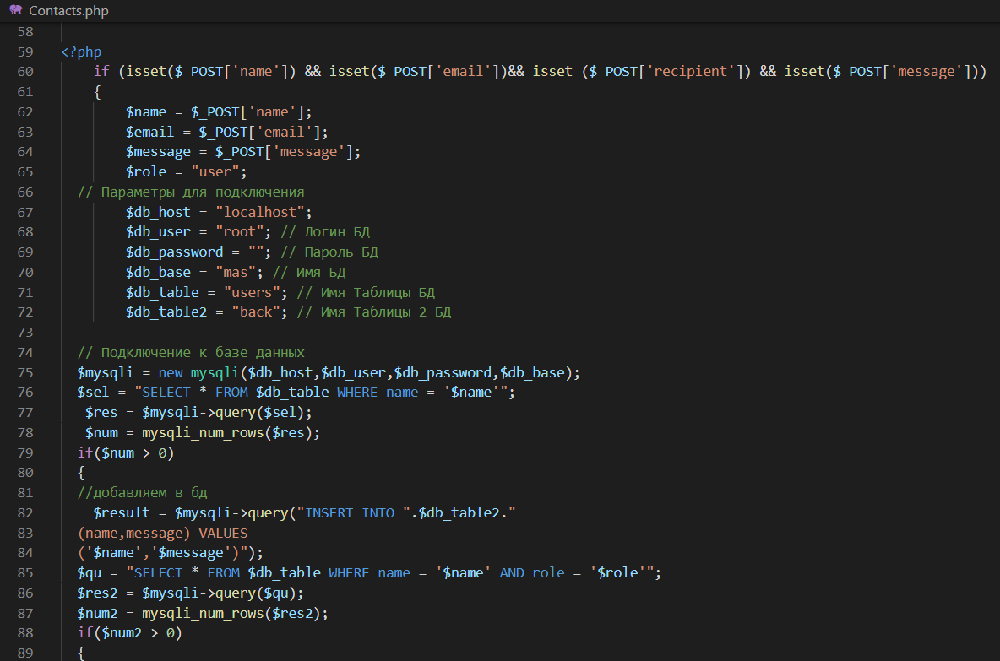 Contacts.php
58
59 <?php
60 if (isset($_POST['name']) && isset($_POST['email'])&& isset ($_POST['recipient']) && isset($_POST['message']))
61 {
62 $name = $_POST['name'];
63 $email = $_POST['email'];
64 $message = $_POST['message'];
65 $role = "user";
66 // Параметры для подключения
67 $db_host = "localhost";
68 $db_user = "root"; // Логин БД
69 $db_password = ""; // Пароль БД
70 $db_base = "mas"; // Имя БД
71 $db_table = "users"; // Имя Таблицы БД
72 $db_table2 = "back"; // Имя Таблицы 2 БД
73
74 // Подключение к базе данных
75 $mysqli = new mysqli($db_host,$db_user,$db_password,$db_base);
76 $sel = "SELECT * FROM $db_table WHERE name = '$name'";
77 $res = $mysqli->query($sel);
78 $num = mysqli_num_rows($res);
79 if($num > 0)
80 {
81 //добавляем в бд
82 $result = $mysqli->query("INSERT INTO ".$db_table2."
83 (name,message) VALUES
84 ('$name','$message')");
85 $qu = "SELECT * FROM $db_table WHERE name = '$name' AND role = '$role'";
86 $res2 = $mysqli->query($qu);
87 $num2 = mysqli_num_rows($res2);
88 if($num2 > 0)
89 {